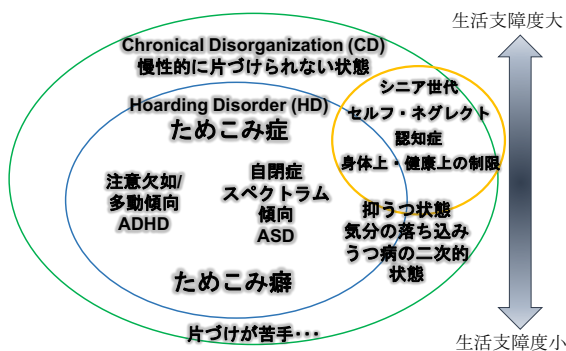 生活支障度大
Chronical Disorganization (CD)
慢性的に片づけられない状態
シニア世代
セルフ・ネグレクト
認知症
身体上・健康上の制限
Hoarding Disorder (HD)
ためこみ症
注意欠如/
多動傾向
ADHD
自閉症
スペクトラム
傾向
ASD
抑うつ状態
気分の落ち込み
うつ病の二次的
状態
ためこみ癖
片づけが苦手･･･
生活支障度小